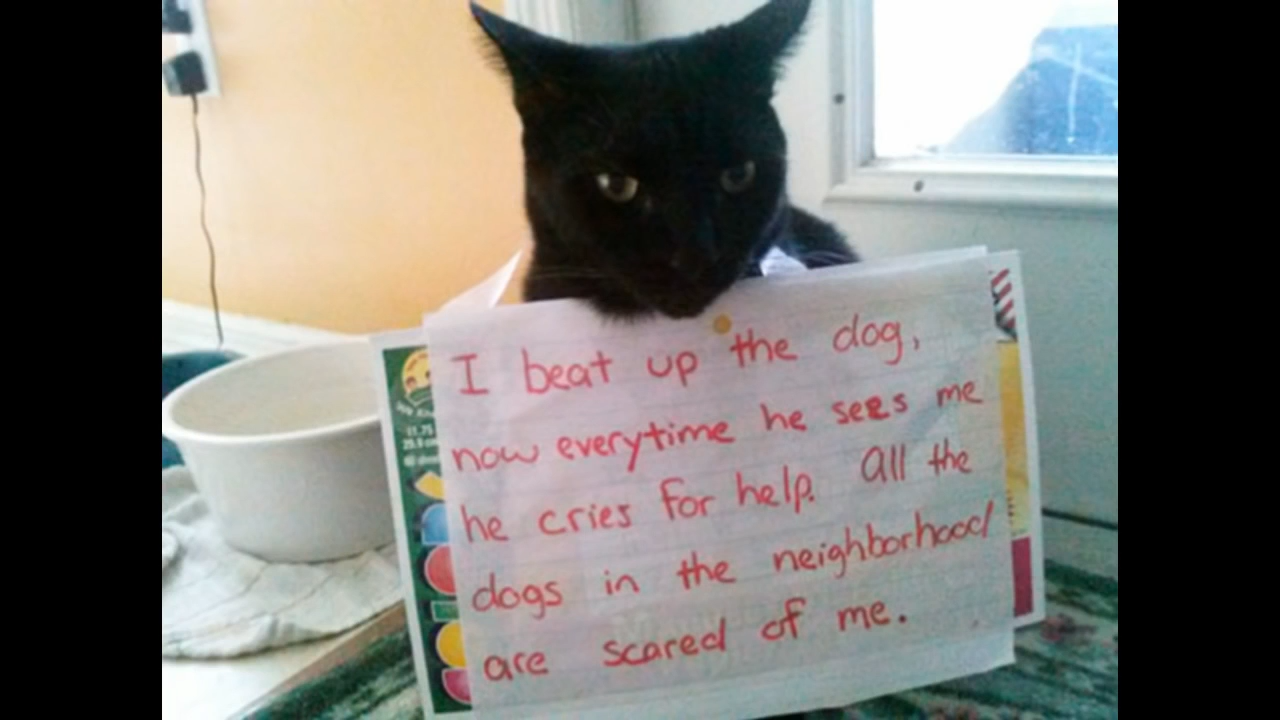 I beat up the dog,
now everytime he sees me
he cries for help. All the
dogs in the neighborhood
are scared of me.